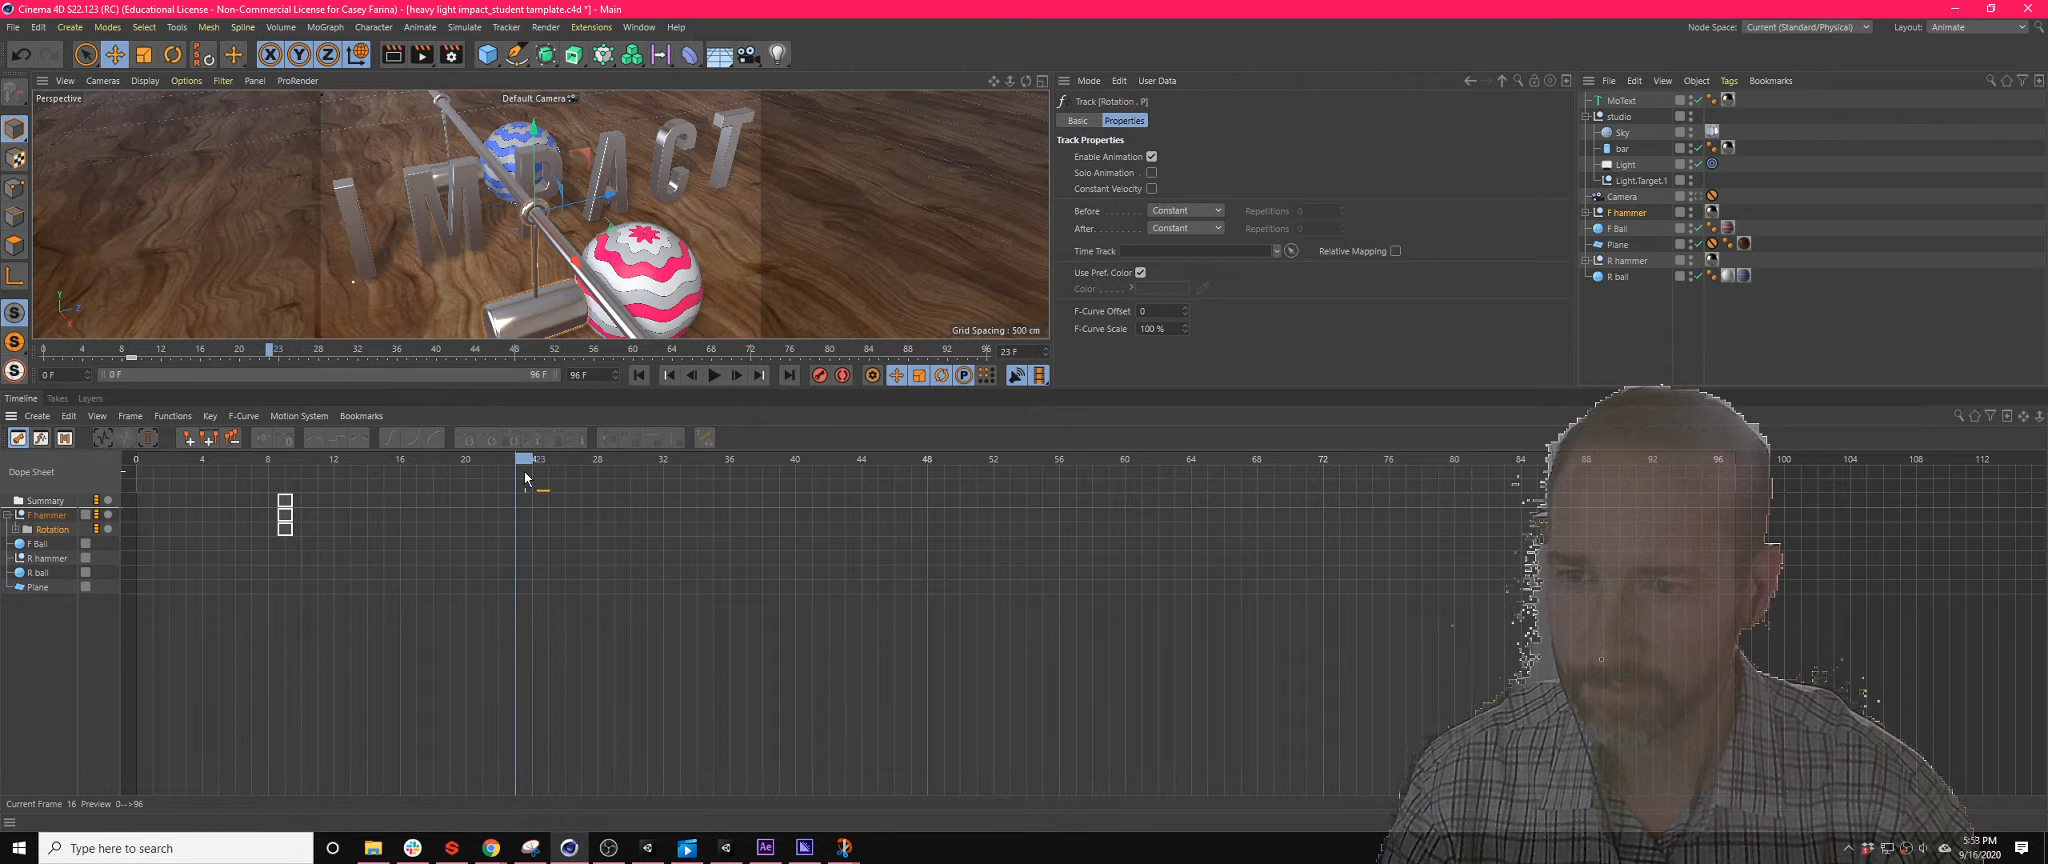 Cinema 4D S22.123 (RC) (Educational License - Non-Commercial License for Casey Farina) - [heavy light impact_student tamplate.c4d *] - Main
File Edit Create Modes Select Tools Mesh Spline Volume MoGraph Character Animate Simulate Tracker Render Extensions Window Help Node Space: Current (Standard/Physical) Layout: Animate
View Cameras Display Options Filter Panel ProRender
Mode Edit User Data
File Edit View Object Tags Bookmarks
Perspective
Default Camera
IMPACT
Grid Spacing : 500 cm
Track [Rotation . P]
Basic Properties
Track Properties
Enable Animation
Solo Animation
Constant Velocity
Before Constant Repetitions 0
After Constant Repetitions 0
Time Track Relative Mapping
Use Pref. Color
Color
F-Curve Offset 0
F-Curve Scale 100 %
MoText
studio
Sky
bar
Light
Light.Target.1
Camera
F hammer
F Ball
Plane
R hammer
R ball
0 4 8 12 16 20 23 28 32 36 40 44 48 52 56 60 64 68 72 76 80 84 88 92 96 23 F
0 F 0 F 96 F 96 F
Timeline Takes Layers
Create Edit View Frame Functions Key F-Curve Motion System Bookmarks
0 4 8 12 16 20 23 28 32 36 40 44 48 52 56 60 64 68 72 76 80 84 88 92 96 100 104 108 112
Dope Sheet
Summary
F hammer
Rotation
F Ball
R hammer
R ball
Plane
Current Frame 16 Preview 0-->96
Type here to search
5:53 PM
9/16/2020